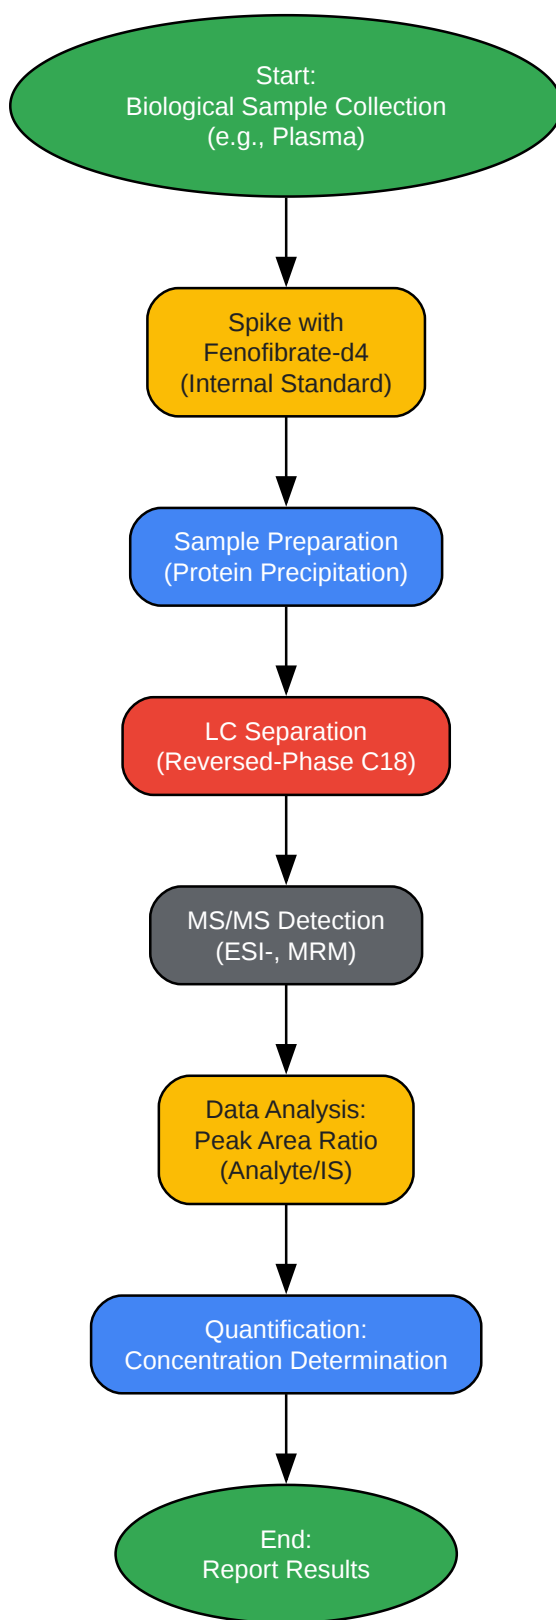 Start:
Biological Sample Collection
(e.g., Plasma)
Spike with
Fenofibrate-d4
(Internal Standard)
Sample Preparation
(Protein Precipitation)
LC Separation
(Reversed-Phase C18)
MS/MS Detection
(ESI-, MRM)
Data Analysis:
Peak Area Ratio
(Analyte/IS)
Quantification:
Concentration Determination
End:
Report Results